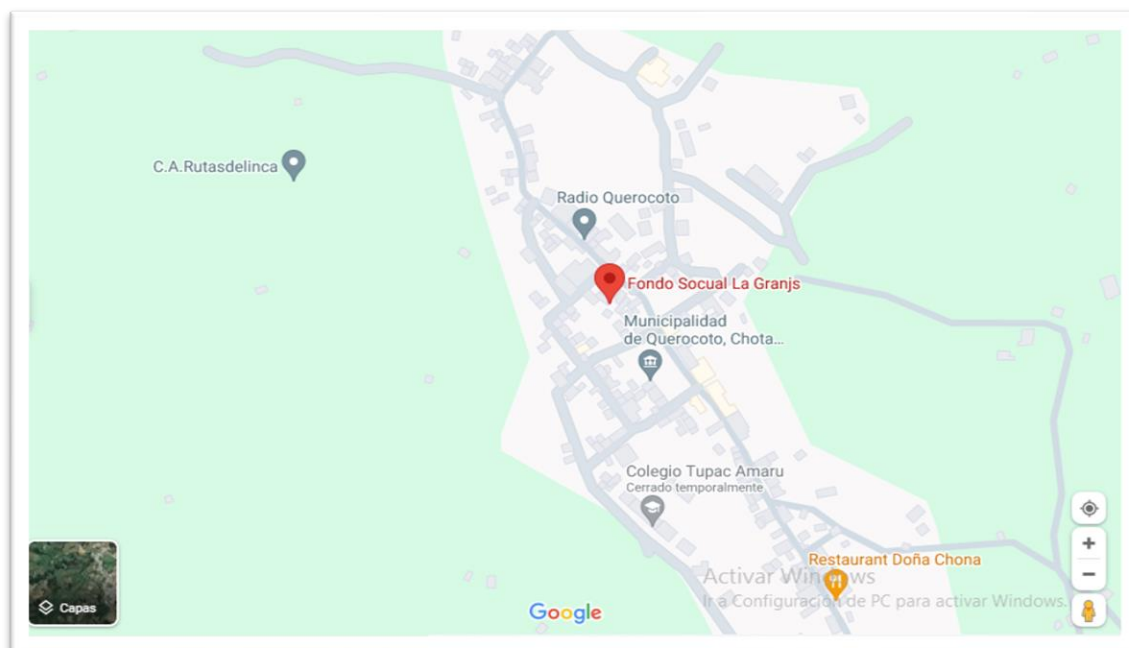 C.A.Rutasdelinca
Radio Querocoto
Fondo Socual La Granjs
Municipalidad
de Querocoto, Chota...
Colegio Tupac Amaru
Cerrado temporalmente
Restaurant Doña Chona
Activar Windows
Ir a Configuración de PC para activar Windows.
Capas
Google